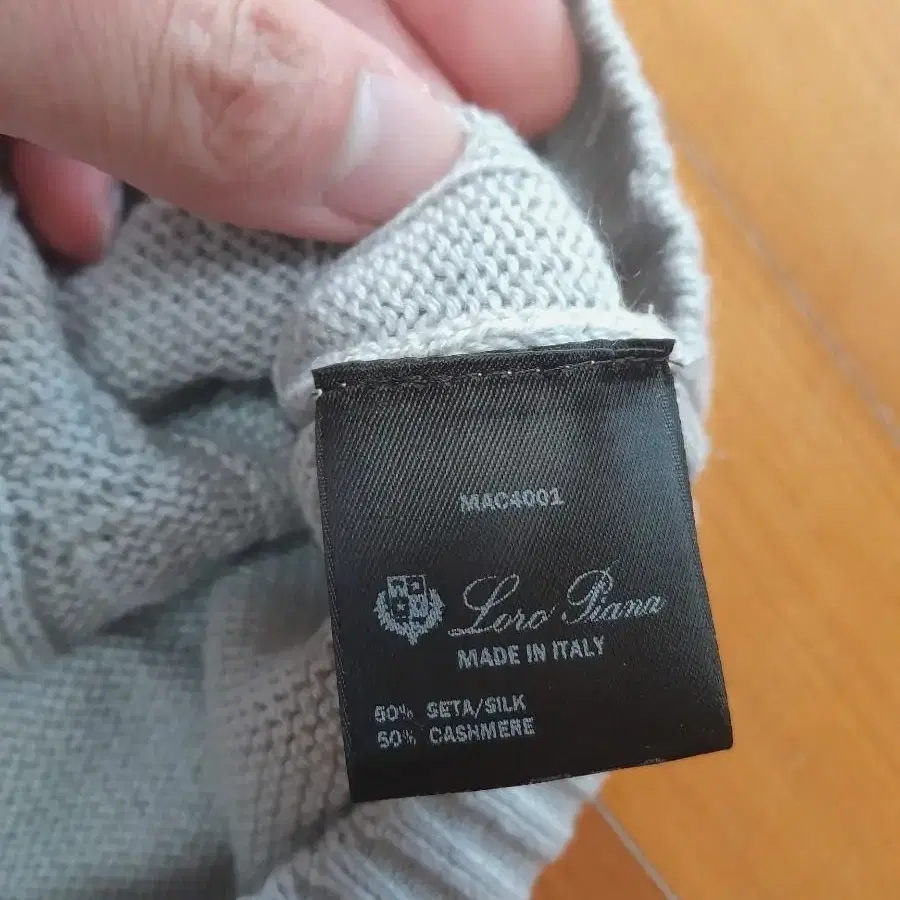 MAC4001
Loro Piana
MADE IN ITALY
50% SETA/SILK
50% CASHMERE